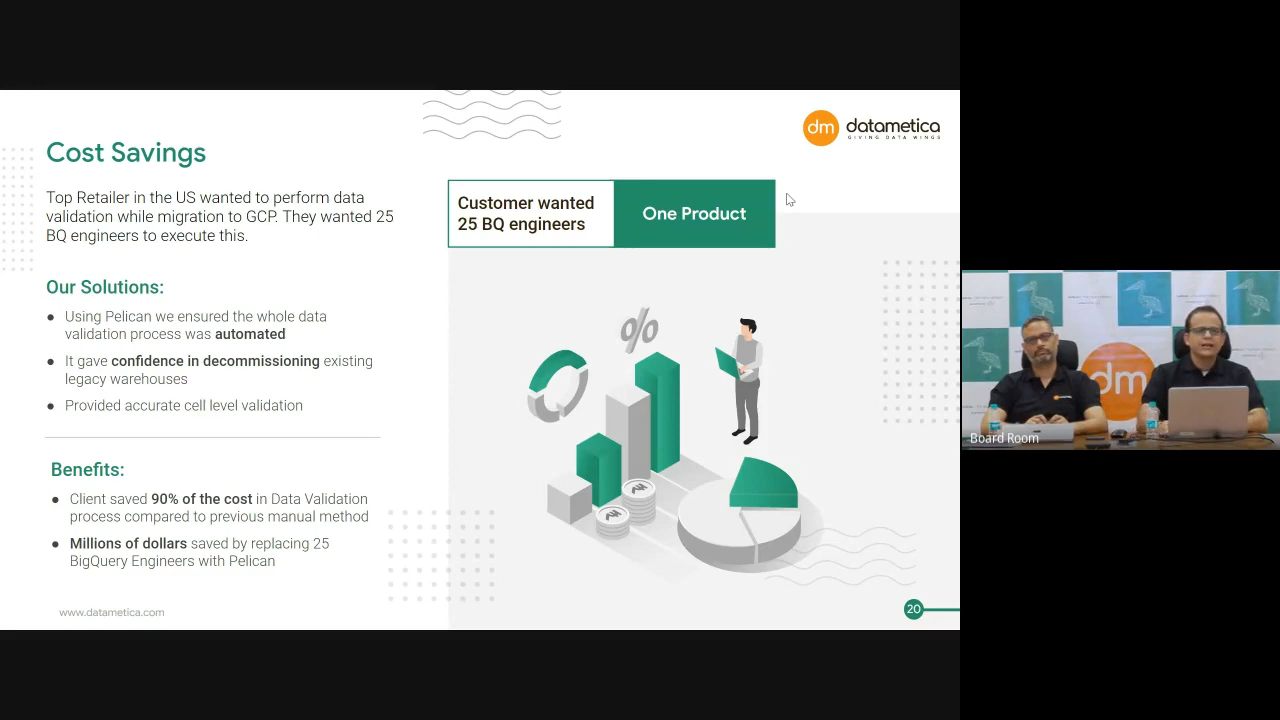 dm datametica
GIVING DATA WINGS
Cost Savings
Top Retailer in the US wanted to perform data
validation while migration to GCP. They wanted 25
BQ engineers to execute this.
Customer wanted
25 BQ engineers
One Product
Our Solutions:
● Using Pelican we ensured the whole data
validation process was automated
● It gave confidence in decommissioning existing
legacy warehouses
● Provided accurate cell level validation
%
Benefits:
● Client saved 90% of the cost in Data Validation
process compared to previous manual method
● Millions of dollars saved by replacing 25
BigQuery Engineers with Pelican
www.datametica.com
20
dm
Board Room